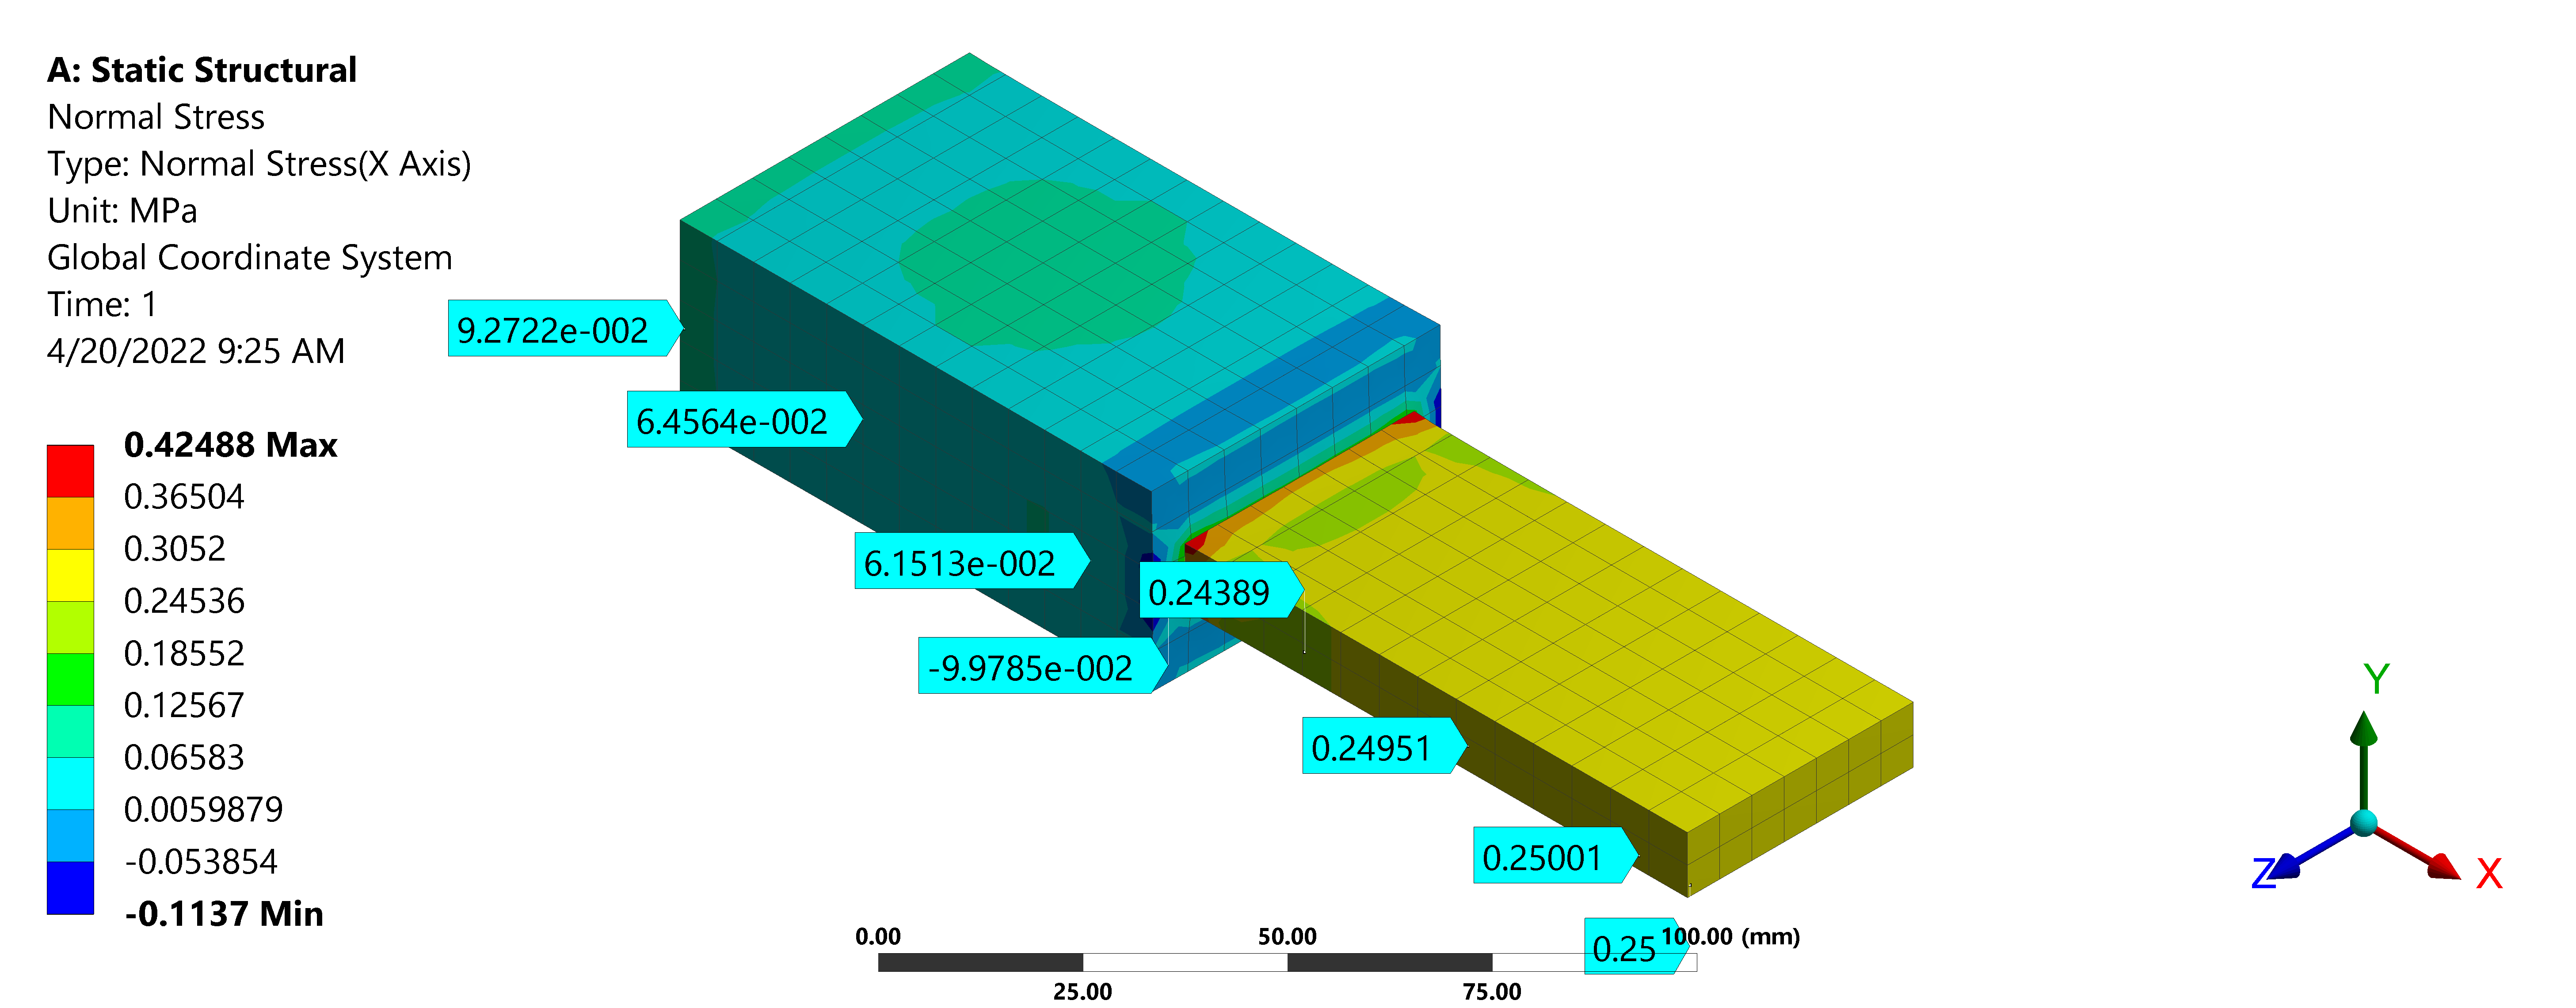 A: Static Structural
Normal Stress
Type: Normal Stress(X Axis)
Unit: MPa
Global Coordinate System
Time: 1
4/20/2022 9:25 AM
0.42488 Max
0.36504
0.3052
0.24536
0.18552
0.12567
0.06583
0.0059879
-0.053854
-0.1137 Min
9.2722e-002
6.4564e-002
6.1513e-002
0.24389
-9.9785e-002
0.24951
0.25001
0.25
0.00
50.00
100.00 (mm)
25.00
75.00
Y
Z
X